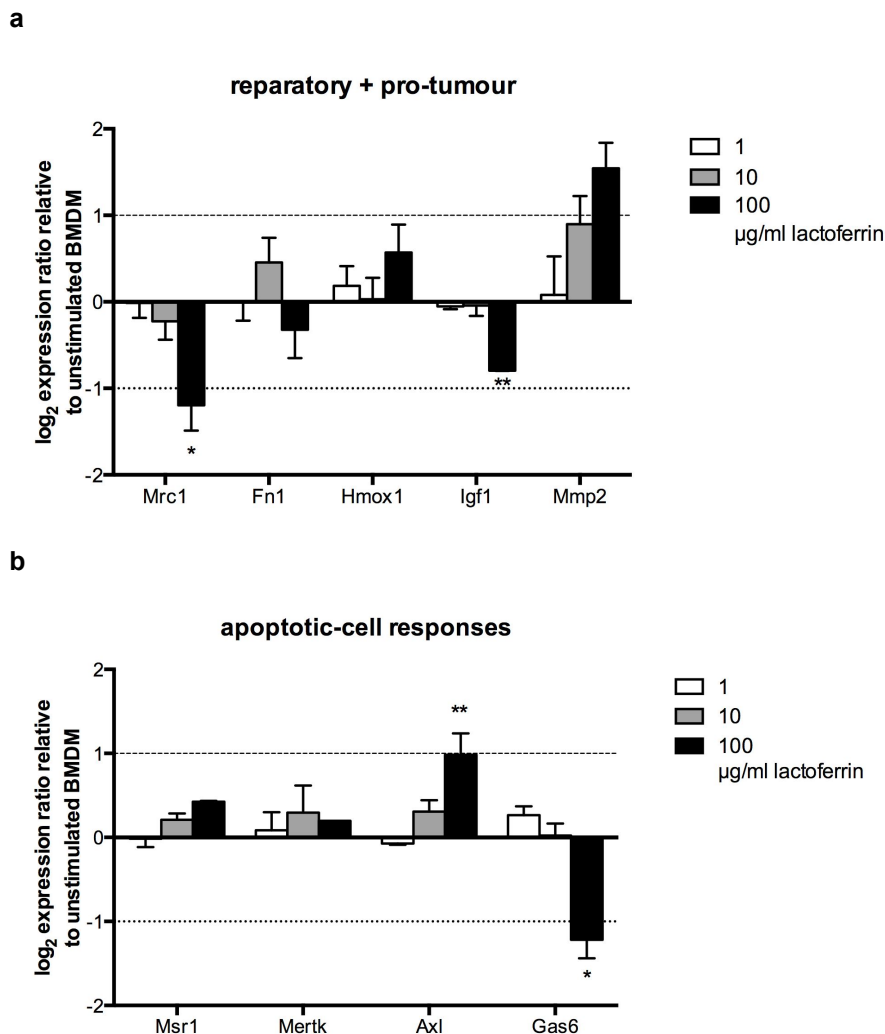 a
reparatory + pro-tumour
log2 expression ratio relative
to unstimulated BMDM
2
1
0
-1
-2
*
**
Mrc1 Fn1 Hmox1 Igf1 Mmp2
1
10
100
µg/ml lactoferrin
b
apoptotic-cell responses
log2 expression ratio relative
to unstimulated BMDM
2
1
0
-1
-2
**
*
Msr1 Mertk Axl Gas6
1
10
100
µg/ml lactoferrin